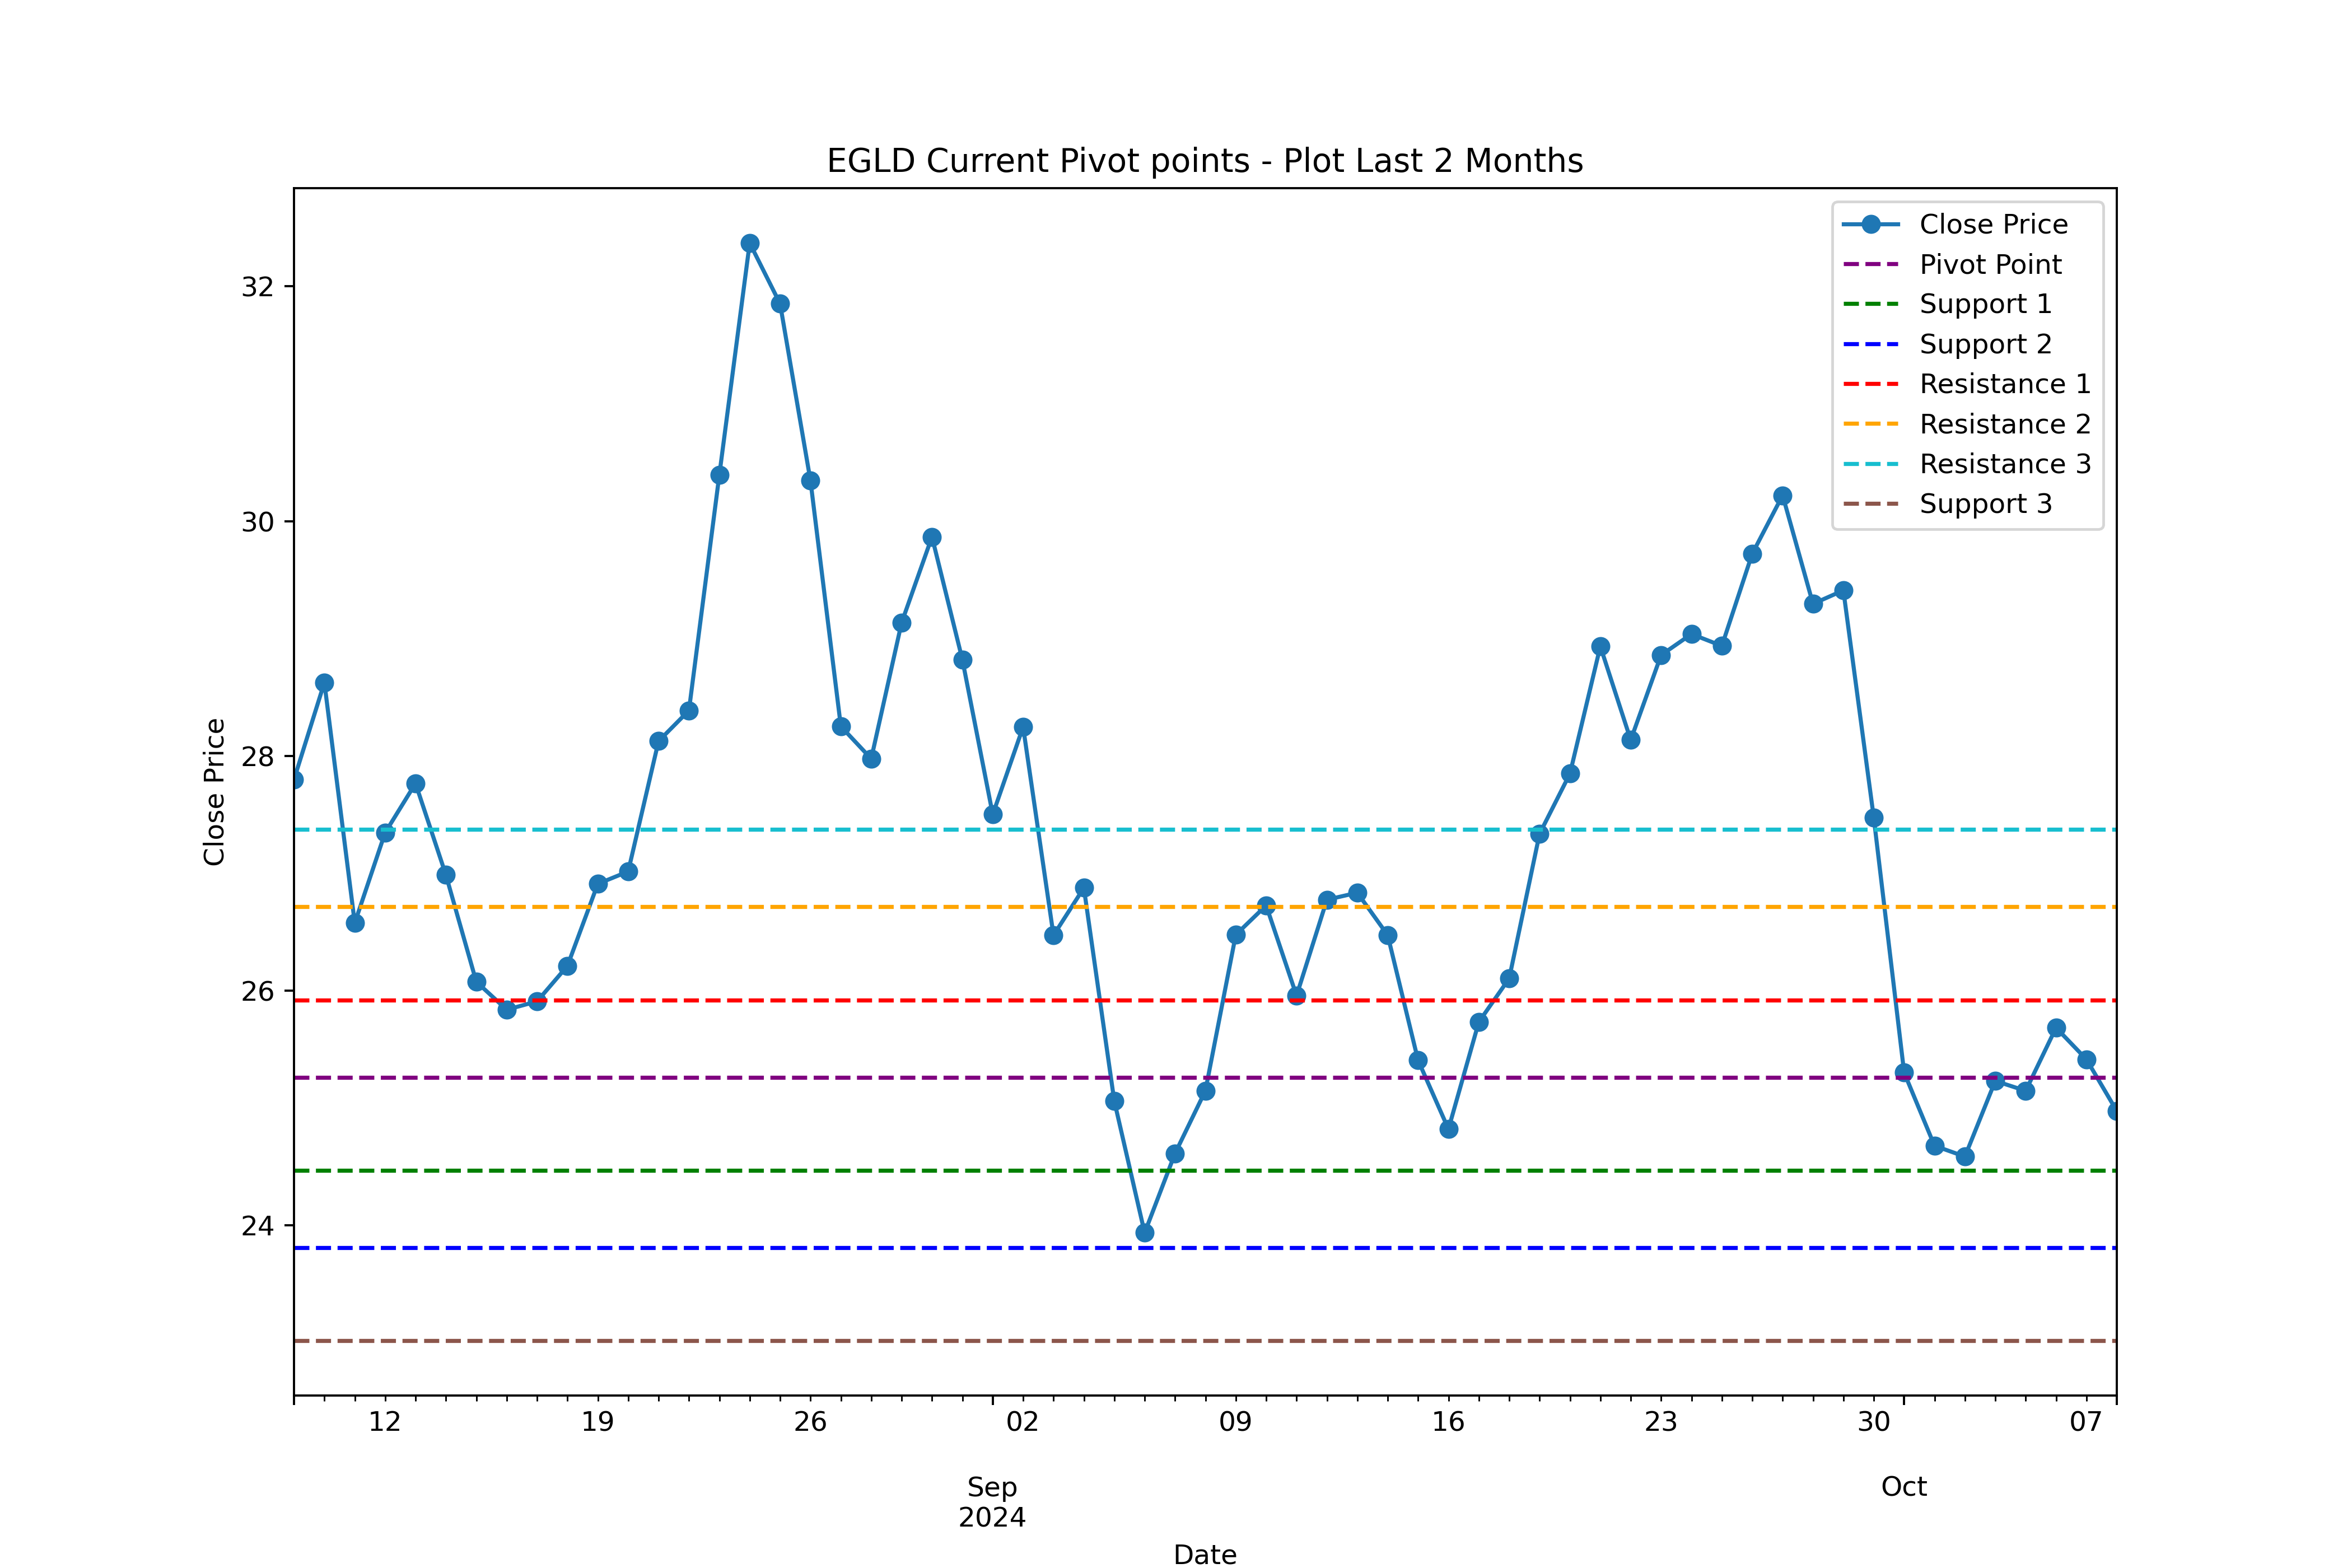 EGLD Current Pivot points - Plot Last 2 Months
Close Price
Pivot Point
Support 1
Support 2
Resistance 1
Resistance 2
Resistance 3
Support 3
Close Price
32
30
28
26
24
12 19 26 02 09 16 23 30 07
Sep Oct
2024
Date